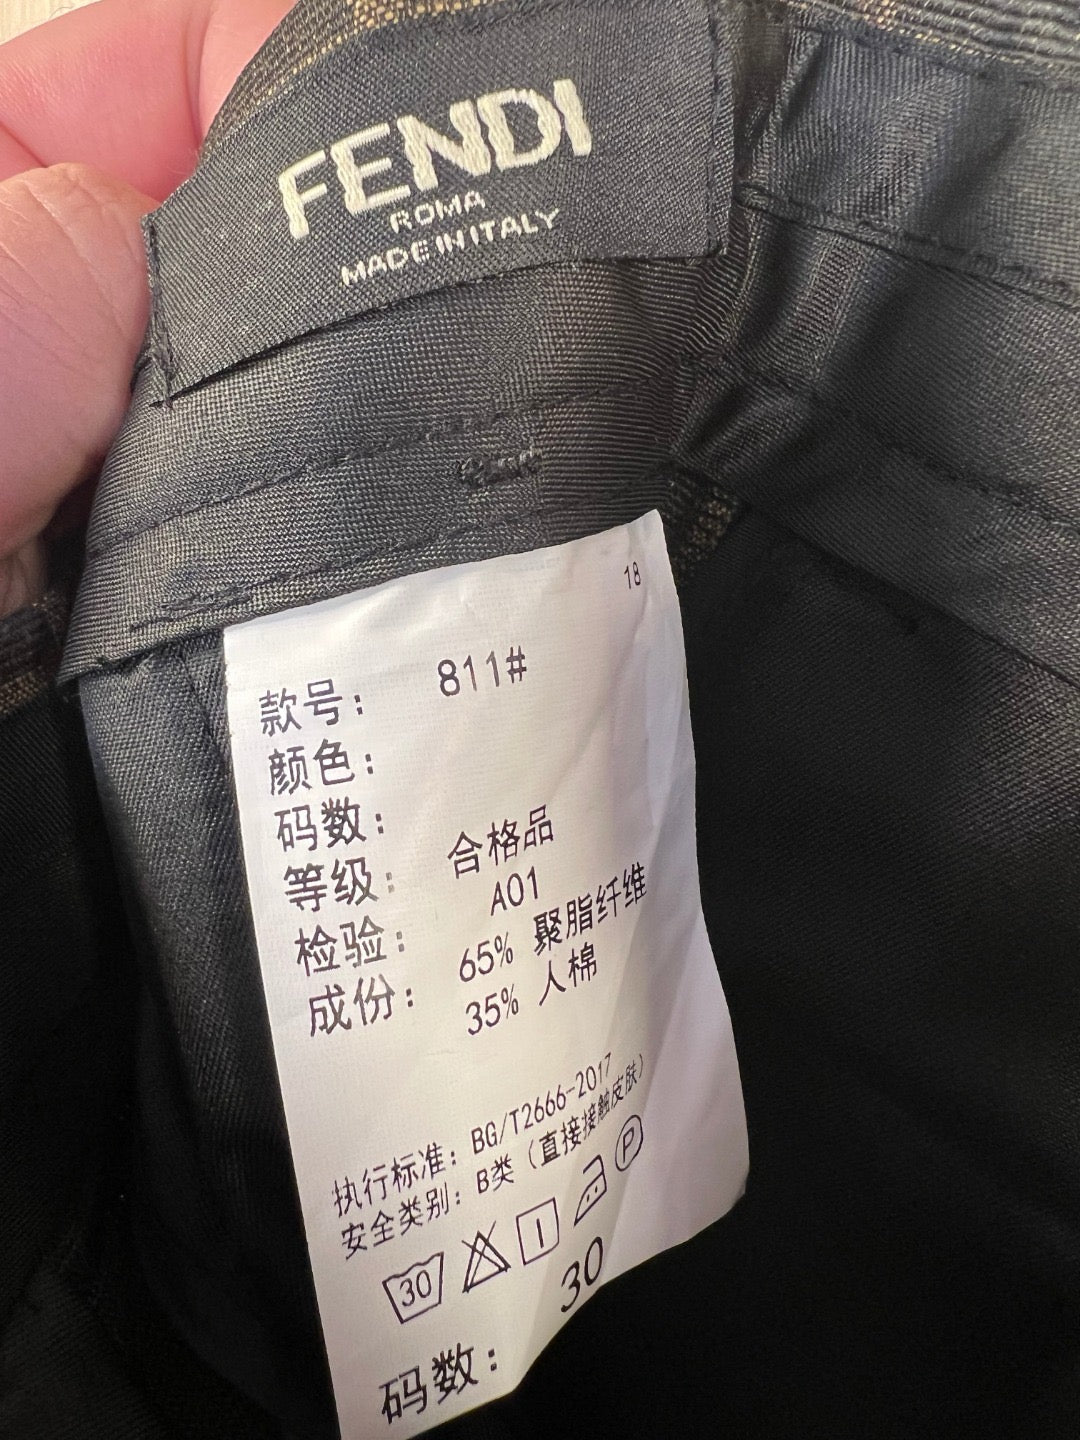 FENDI
ROMA
MADE IN ITALY
18
款号： 811#
颜色：
码数：
等级： 合格品
检验： A01
成份： 65% 聚脂纤维
35% 人棉
执行标准：BG/T2666-2017
安全类别：B类（直接接触皮肤）
30 P
码数： 30